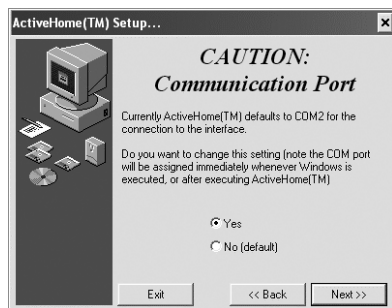 ActiveHome(TM) Setup...
CAUTION:
Communication Port
Currently ActiveHome(TM) defaults to COM2 for the
connection to the interface.
Do you want to change this setting (note the COM port
will be assigned immediately whenever Windows is
executed, or after executing ActiveHome(TM)
Yes
No (default)
Exit
<< Back
Next >>